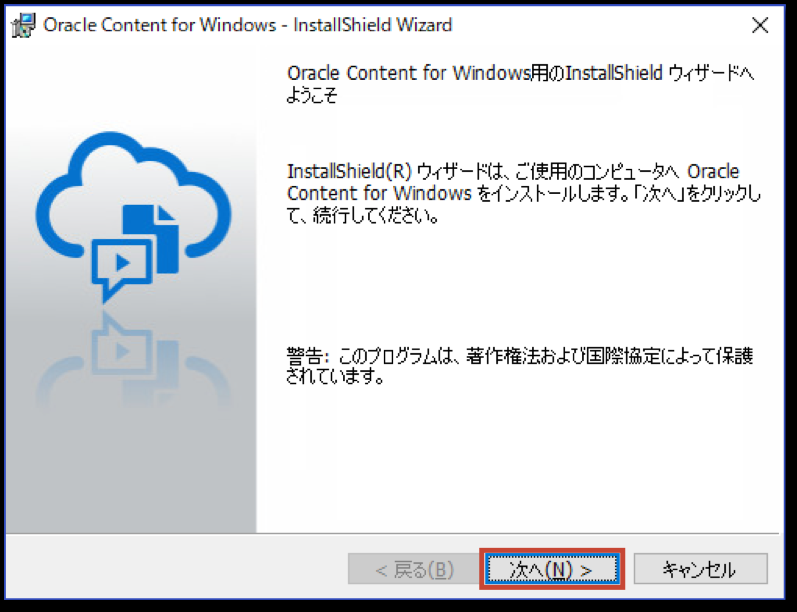 Oracle Content for Windows - InstallShield Wizard
Oracle Content for Windows用のInstallShield ウィザードへ
ようこそ
InstallShield(R) ウィザードは、ご使用のコンピュータへ Oracle
Content for Windows をインストールします。「次へ」をクリックし
て、続行してください。
警告: このプログラムは、著作権法および国際協定によって保護
されています。
< 戻る(B)
次へ(N) >
キャンセル